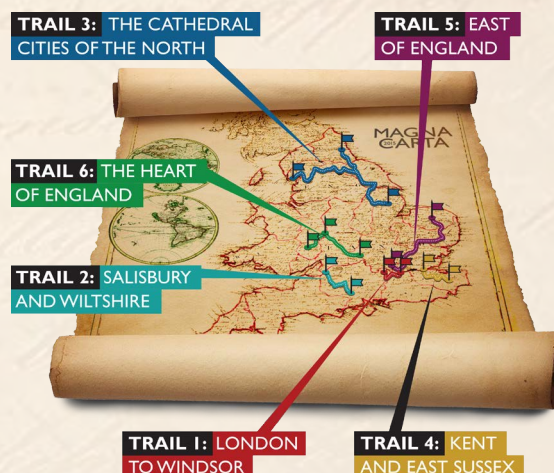 TRAIL 3: THE CATHEDRAL
CITIES OF THE NORTH
TRAIL 5: EAST
OF ENGLAND
MAGNA
2015 CARTA
TRAIL 6: THE HEART
OF ENGLAND
TRAIL 2: SALISBURY
AND WILTSHIRE
TRAIL 1: LONDON
TO WINDSOR
TRAIL 4: KENT
AND EAST SUSSEX